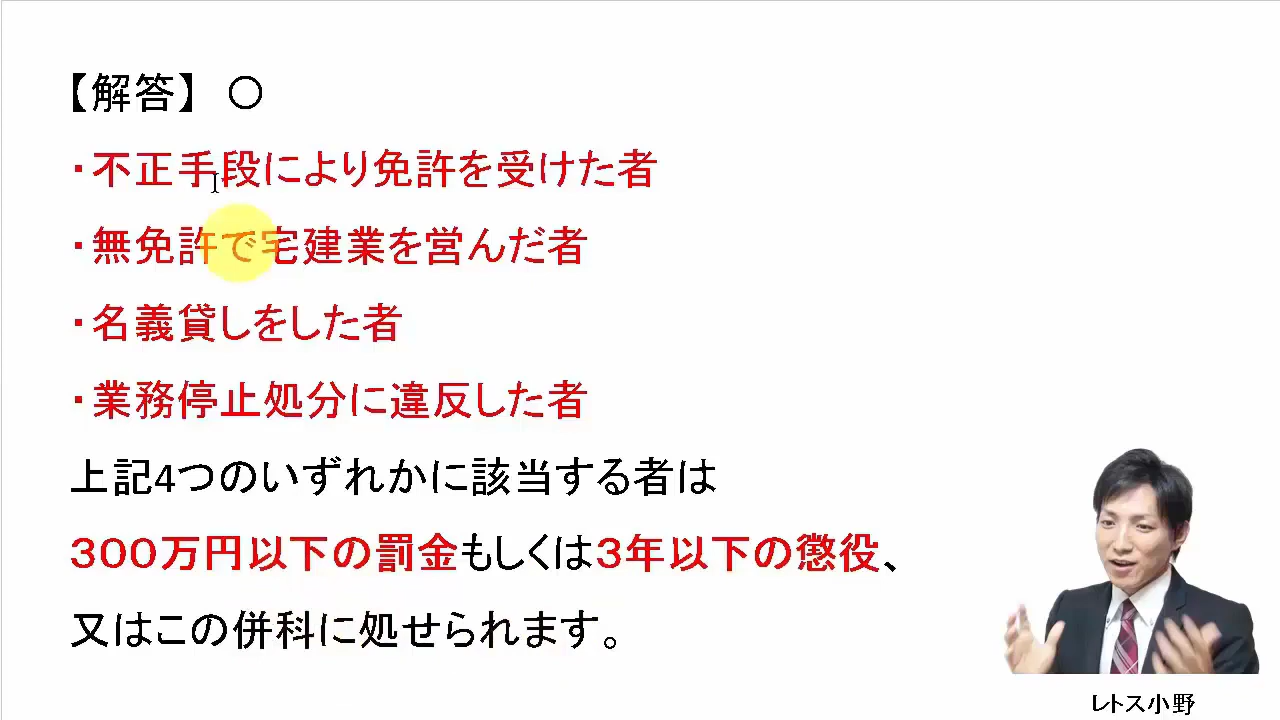 【解答】 〇
・不正手段により免許を受けた者
・無免許で宅建業を営んだ者
・名義貸しをした者
・業務停止処分に違反した者
上記4つのいずれかに該当する者は
300万円以下の罰金もしくは3年以下の懲役、
又はこの併科に処せられます。
レトス小野